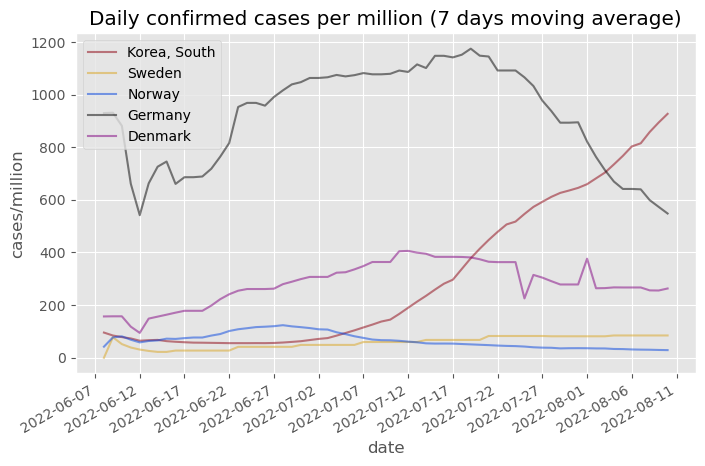 Daily confirmed cases per million (7 days moving average)
1200
1000
800
600
400
200
0
cases/million
Korea, South
Sweden
Norway
Germany
Denmark
2022-06-07
2022-06-12
2022-06-17
2022-06-22
2022-06-27
2022-07-02
2022-07-07
2022-07-12
2022-07-17
2022-07-22
2022-07-27
2022-08-01
2022-08-06
2022-08-11
date